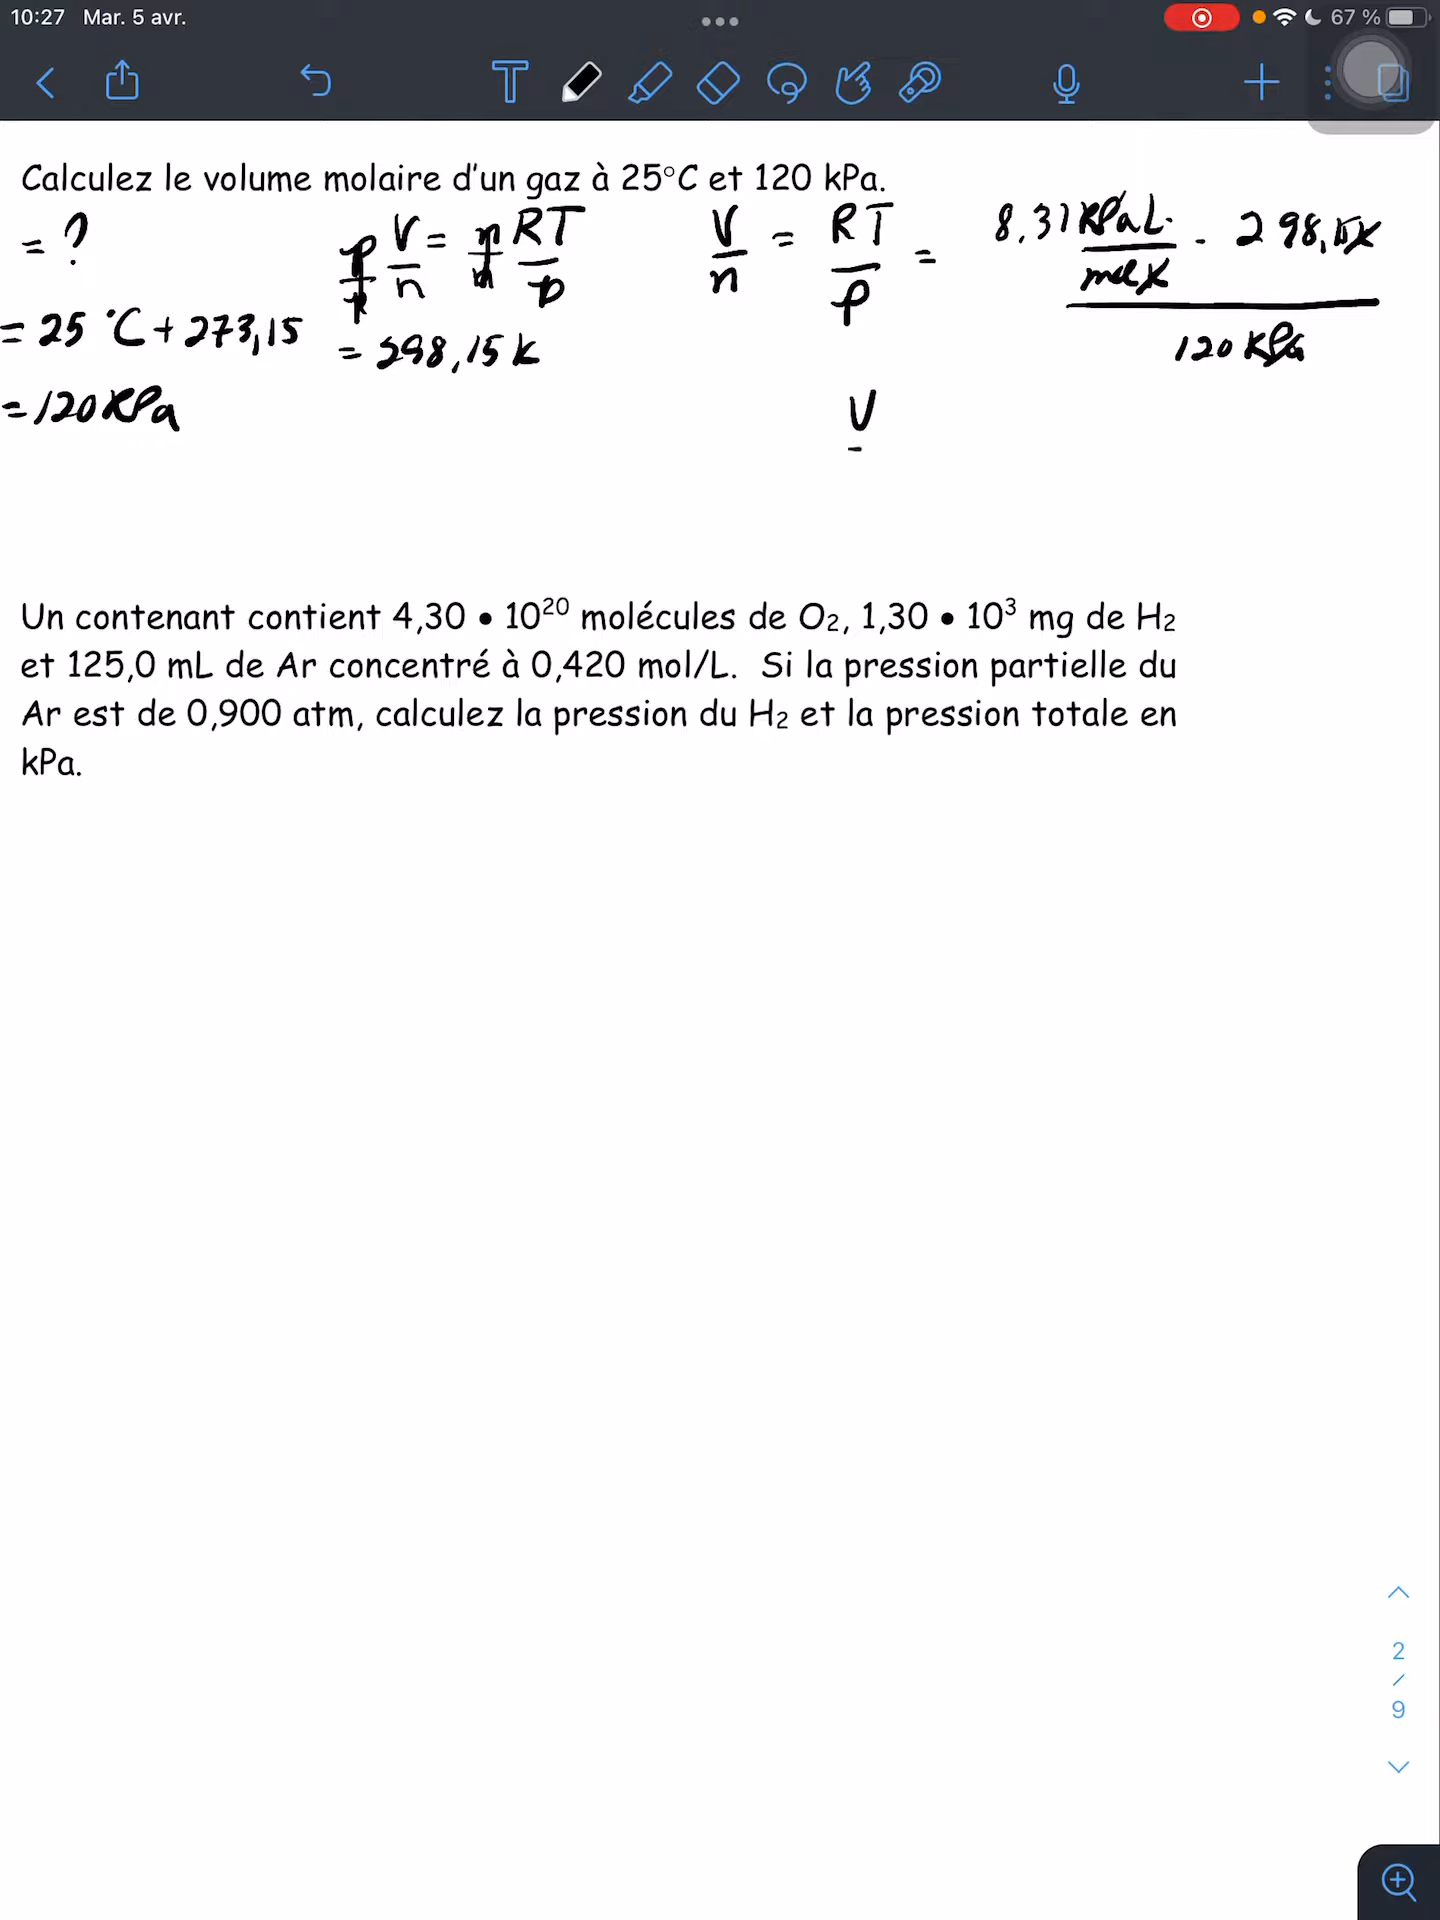 10:27 Mar. 5 avr.
67 %
Calculez le volume molaire d'un gaz à 25°C et 120 kPa.
= ?
p V/n = n RT/p
V/n = RT/p = 8.31 kPa L/mol K · 298,15K
120 kPa
= 25 °C + 273,15 = 298,15 K
= 120 kPa
V
Un contenant contient 4,30 • 10²⁰ molécules de O₂, 1,30 • 10³ mg de H₂
et 125,0 mL de Ar concentré à 0,420 mol/L. Si la pression partielle du
Ar est de 0,900 atm, calculez la pression du H₂ et la pression totale en
kPa.
2
/
9